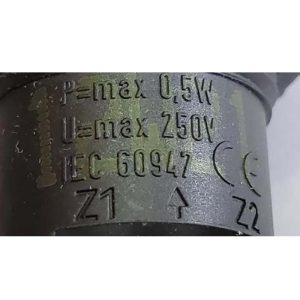 P=max 0,5W
U=max 250V
IEC 60947 CE
Z1 ↑ Z2